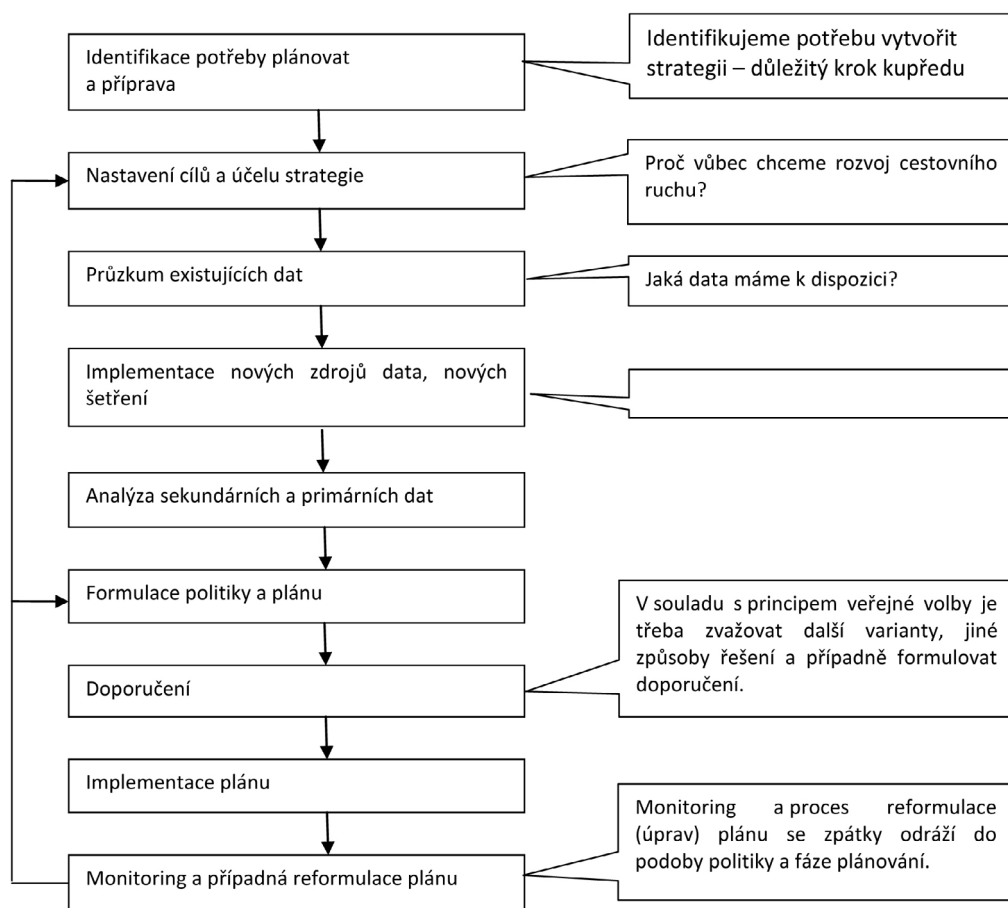 Identifikace potřeby plánovat
a příprava
Identifikujeme potřebu vytvořit
strategii – důležitý krok kupředu
Nastavení cílů a účelu strategie
Proč vůbec chceme rozvoj cestovního
ruchu?
Průzkum existujících dat
Jaká data máme k dispozici?
Implementace nových zdrojů data, nových
šetření
Analýza sekundárních a primárních dat
Formulace politiky a plánu
Doporučení
V souladu s principem veřejné volby je
třeba zvažovat další varianty, jiné
způsoby řešení a případně formulovat
doporučení.
Implementace plánu
Monitoring a případná reformulace plánu
Monitoring a proces reformulace
(úprav) plánu se zpátky odráží do
podoby politiky a fáze plánování.